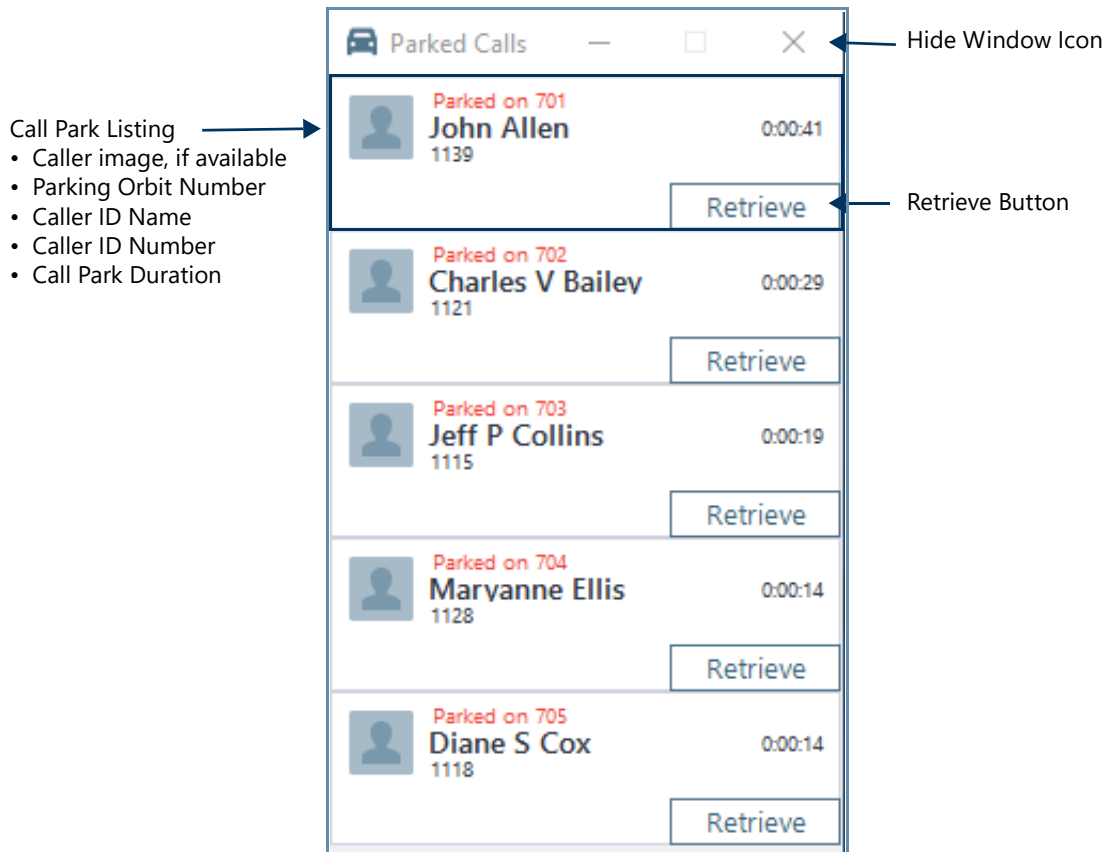 Parked Calls
Hide Window Icon
Call Park Listing
• Caller image, if available
• Parking Orbit Number
• Caller ID Name
• Caller ID Number
• Call Park Duration
Parked on 701
John Allen
0:00:41
1139
Retrieve
Retrieve Button
Parked on 702
Charles V Bailey
0:00:29
1121
Retrieve
Parked on 703
Jeff P Collins
0:00:19
1115
Retrieve
Parked on 704
Maryanne Ellis
0:00:14
1128
Retrieve
Parked on 705
Diane S Cox
0:00:14
1118
Retrieve